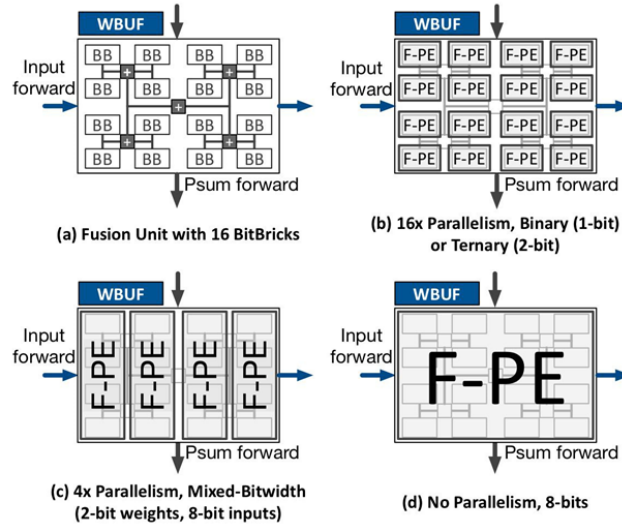 WBUF
BB BB BB BB
+ +
BB BB BB BB
Input
forward
+
BB BB BB BB
+ +
BB BB BB BB
Psum forward
(a) Fusion Unit with 16 BitBricks
WBUF
F-PE F-PE F-PE F-PE
Input
forward
F-PE F-PE F-PE F-PE
F-PE F-PE F-PE F-PE
F-PE F-PE F-PE F-PE
Psum forward
(b) 16x Parallelism, Binary (1-bit)
or Ternary (2-bit)
WBUF
Input
forward
F-PE F-PE F-PE F-PE
Psum forward
(c) 4x Parallelism, Mixed-Bitwidth
(2-bit weights, 8-bit inputs)
WBUF
Input
forward
F-PE
Psum forward
(d) No Parallelism, 8-bits